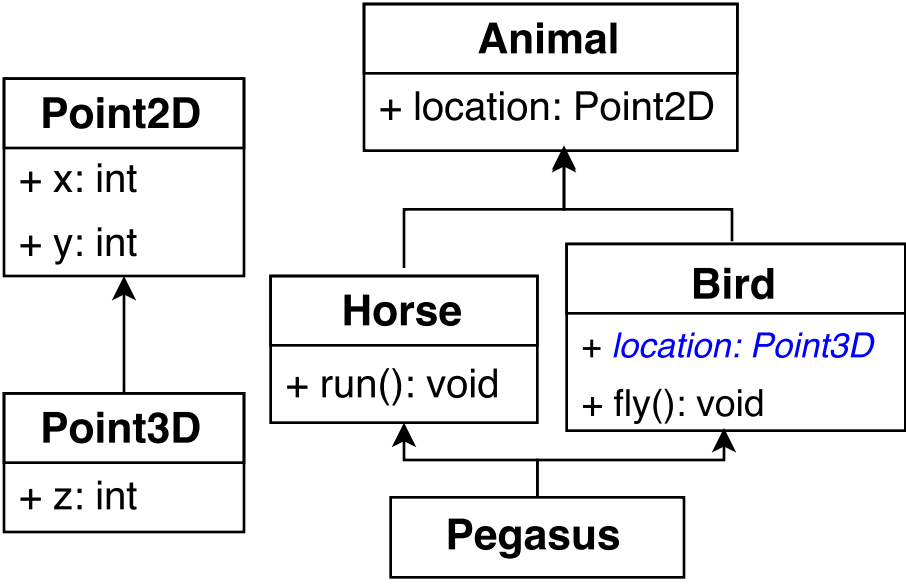 Point2D
+ x: int
+ y: int
Point3D
+ z: int
Animal
+ location: Point2D
Horse
+ run(): void
Bird
+ location: Point3D
+ fly(): void
Pegasus